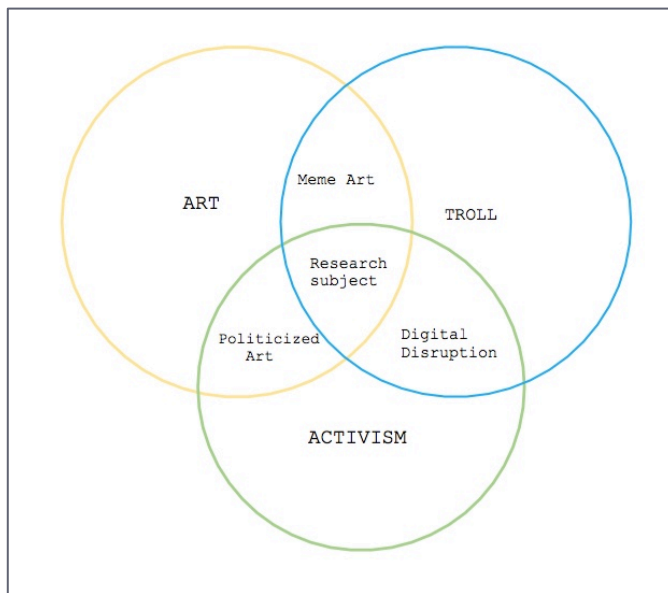 Meme Art
ART
TROLL
Research
subject
Politicized
Art
Digital
Disruption
ACTIVISM